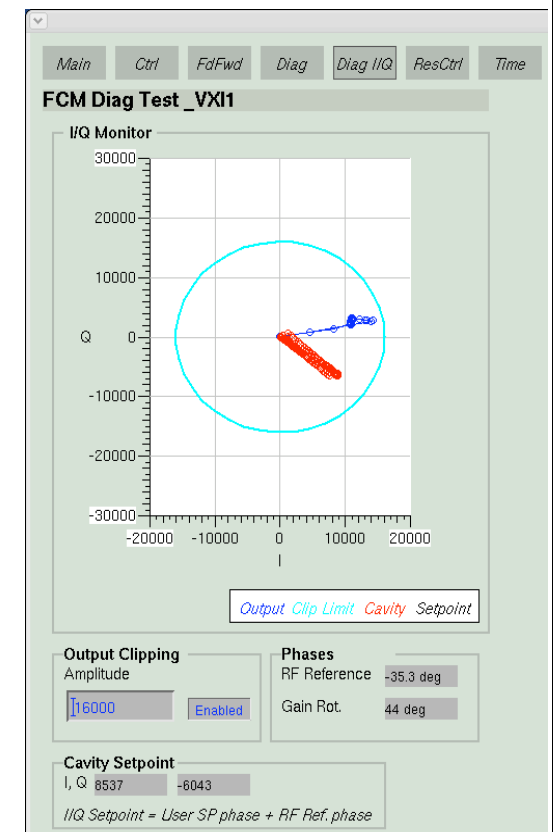 Main Ctrl FdFwd Diag Diag I/Q ResCtrl Time
FCM Diag Test _VXI1
I/Q Monitor
30000
20000
10000
Q 0
-10000
-20000
-30000
-20000 -10000 0 10000 20000
I
Output Clip Limit Cavity Setpoint
Output Clipping
Amplitude
16000 Enabled
Phases
RF Reference -35.3 deg
Gain Rot. 44 deg
Cavity Setpoint
I, Q 8537 -6043
I/Q Setpoint = User SP phase + RF Ref. phase